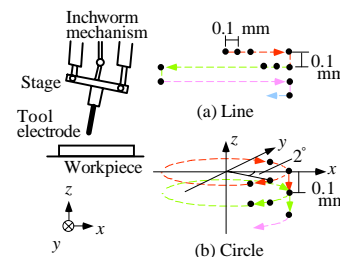 Inchworm
mechanism
Stage
Tool
electrode
Workpiece
z
x
y
0.1 mm
0.1
mm
(a) Line
z
y
2°
x
0.1
mm
(b) Circle